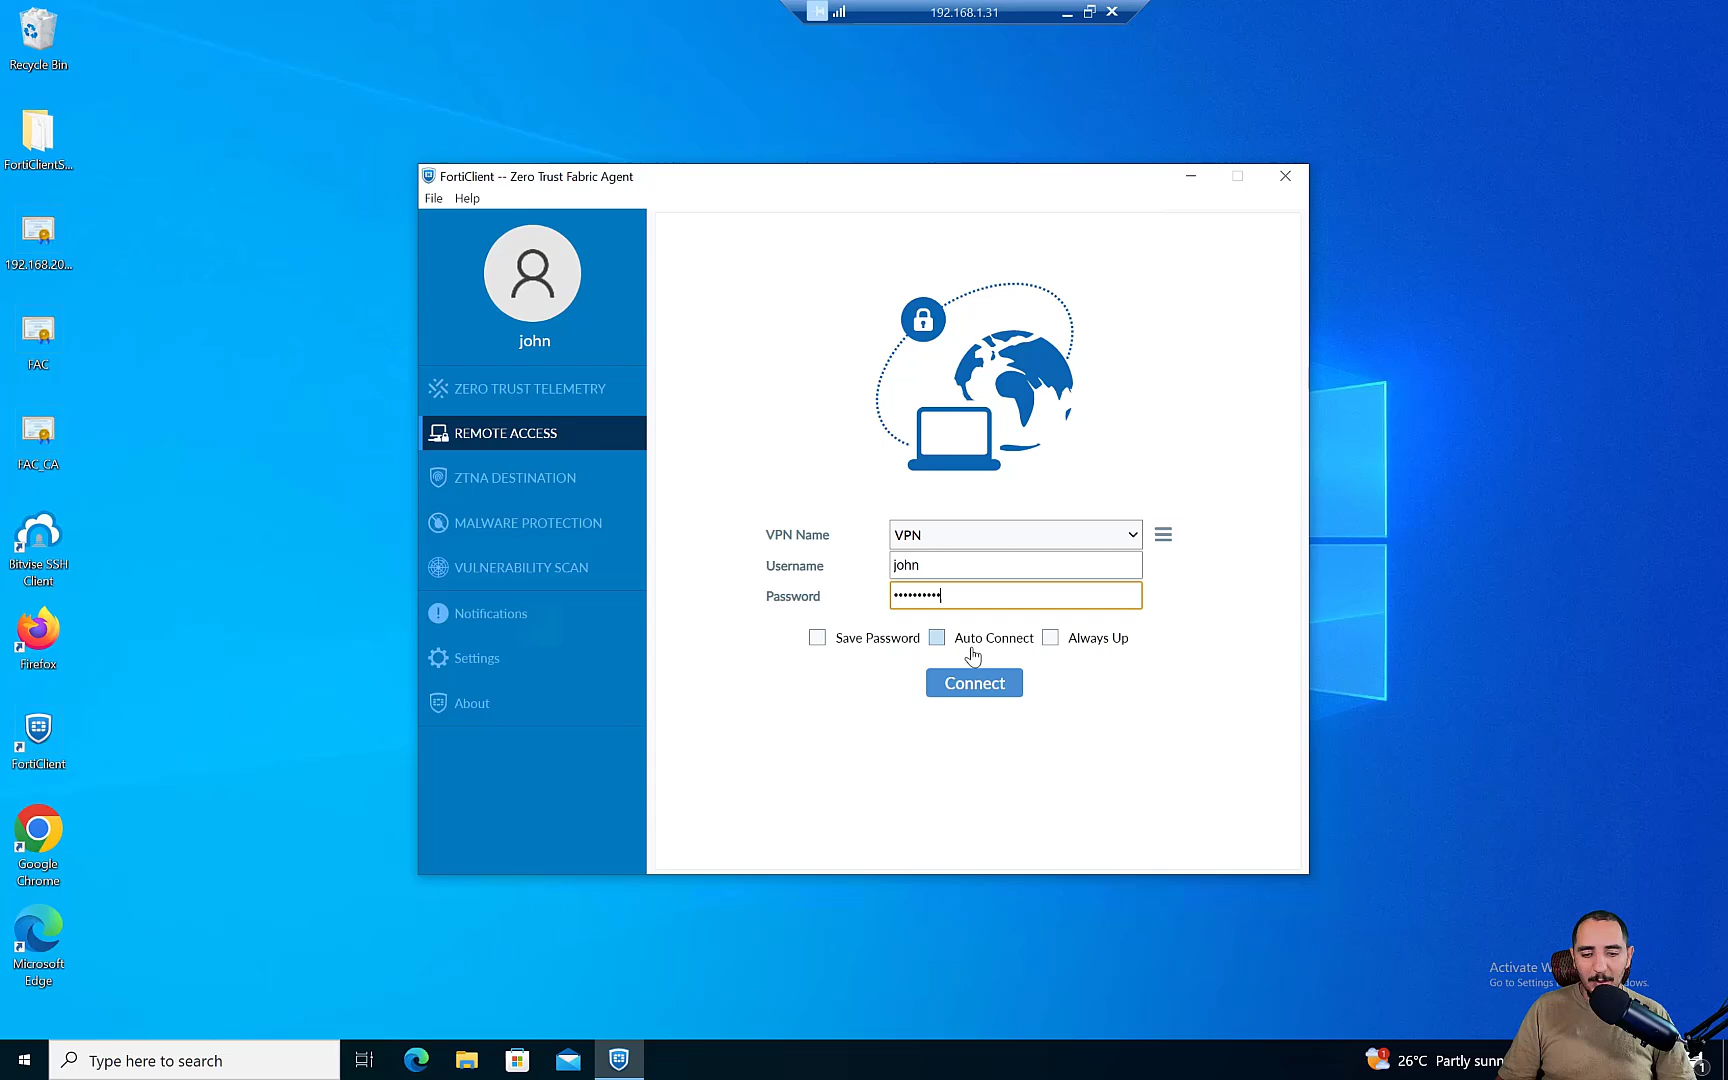 192.168.1.31
Recycle Bin
FortiClientS...
192.168.20...
FAC
FAC_CA
Bitvise SSH
Client
Firefox
FortiClient
Google
Chrome
Microsoft
Edge
FortiClient -- Zero Trust Fabric Agent
File Help
john
ZERO TRUST TELEMETRY
REMOTE ACCESS
ZTNA DESTINATION
MALWARE PROTECTION
VULNERABILITY SCAN
Notifications
Settings
About
VPN Name VPN
Username john
Password ••••••••••
Save Password Auto Connect Always Up
Connect
Activate W
Go to Settings dows.
Type here to search
1 26°C Partly sunn
1